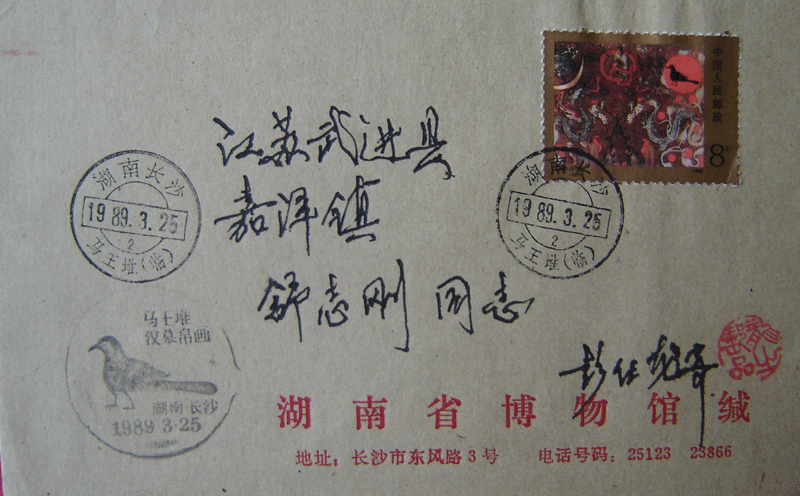 中国人民邮政
8分
江苏武进县
嘉泽镇
舒志刚 同志
湖南长沙
1989.3.25
2
马王堆(临)
湖南长沙
1989.3.25
2
马王堆(临)
马王堆
汉墓帛画
湖南·长沙
1989·3·25
寄
湖南省博物馆缄
地址：长沙市东风路3号 电话号码：25123 23866